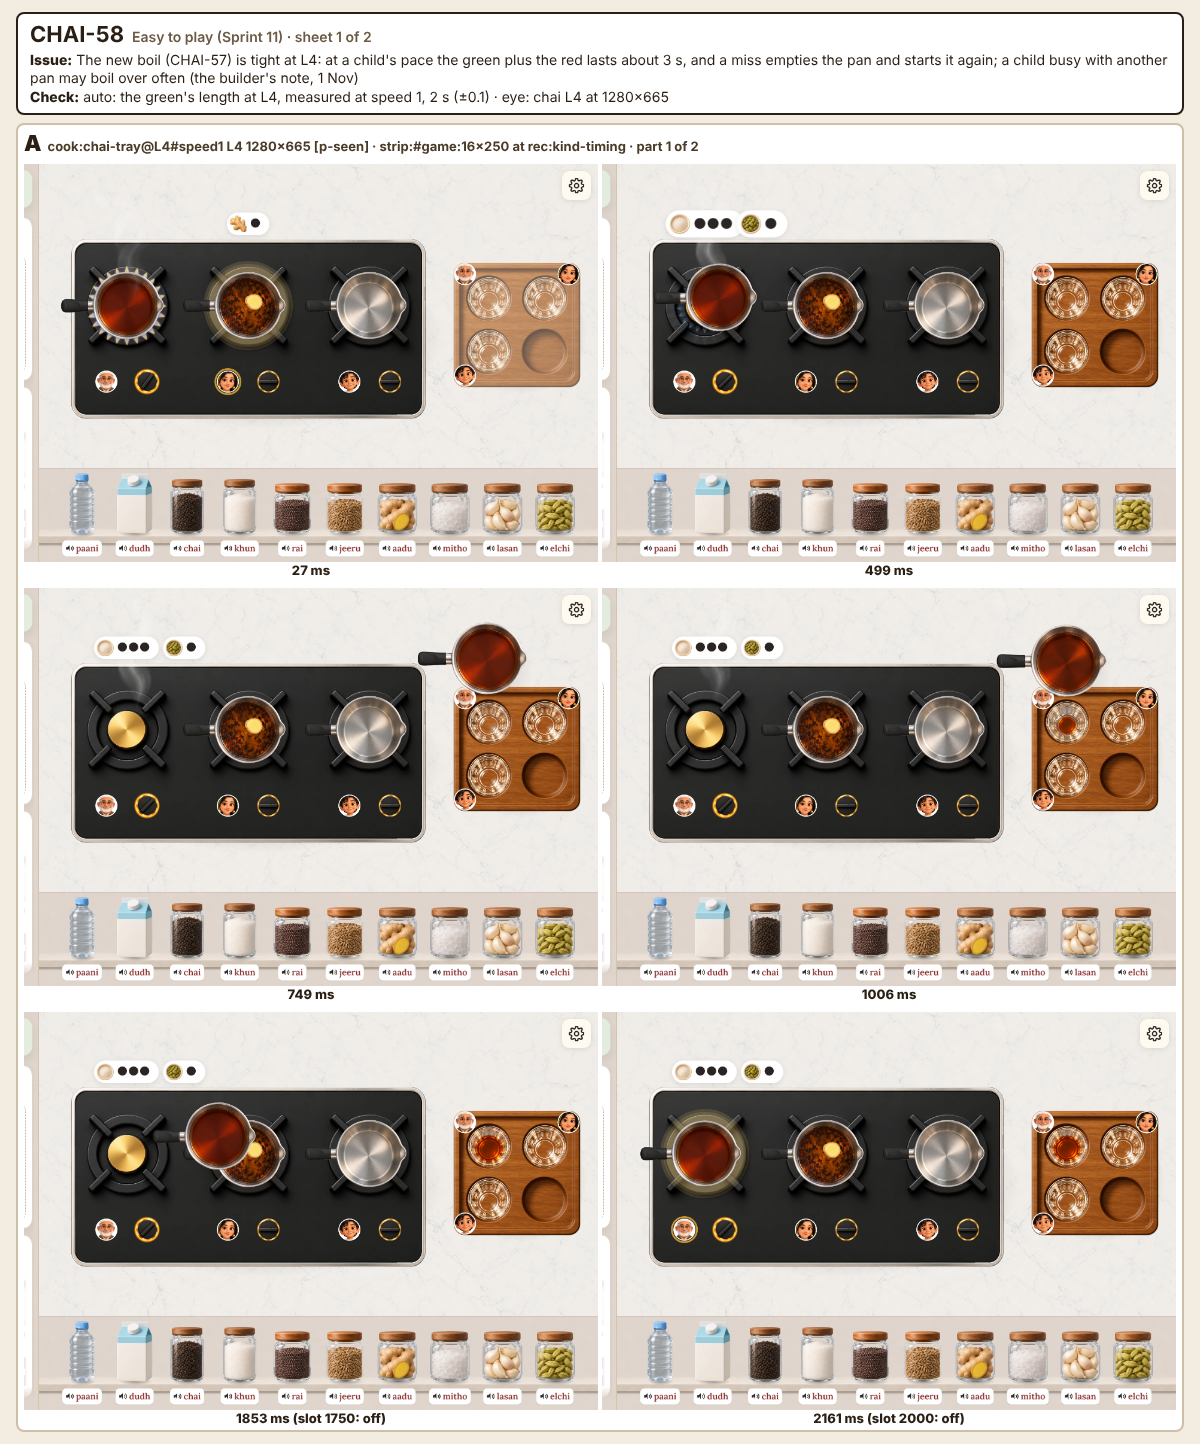 CHAI-58 Easy to play (Sprint 11) · sheet 1 of 2
Issue: The new boil (CHAI-57) is tight at L4: at a child's pace the green plus the red lasts about 3 s, and a miss empties the pan and starts it again; a child busy with another
pan may boil over often (the builder's note, 1 Nov)
Check: auto: the green's length at L4, measured at speed 1, 2 s (±0.1) · eye: chai L4 at 1280×665
A cook:chai-tray@L4#speed1 L4 1280×665 [p-seen] · strip:#game:16×250 at rec:kind-timing · part 1 of 2
paani dudh chai khun rai jeeru aadu mitho lasan elchi
27 ms
paani dudh chai khun rai jeeru aadu mitho lasan elchi
499 ms
paani dudh chai khun rai jeeru aadu mitho lasan elchi
749 ms
paani dudh chai khun rai jeeru aadu mitho lasan elchi
1006 ms
paani dudh chai khun rai jeeru aadu mitho lasan elchi
1853 ms (slot 1750: off)
paani dudh chai khun rai jeeru aadu mitho lasan elchi
2161 ms (slot 2000: off)